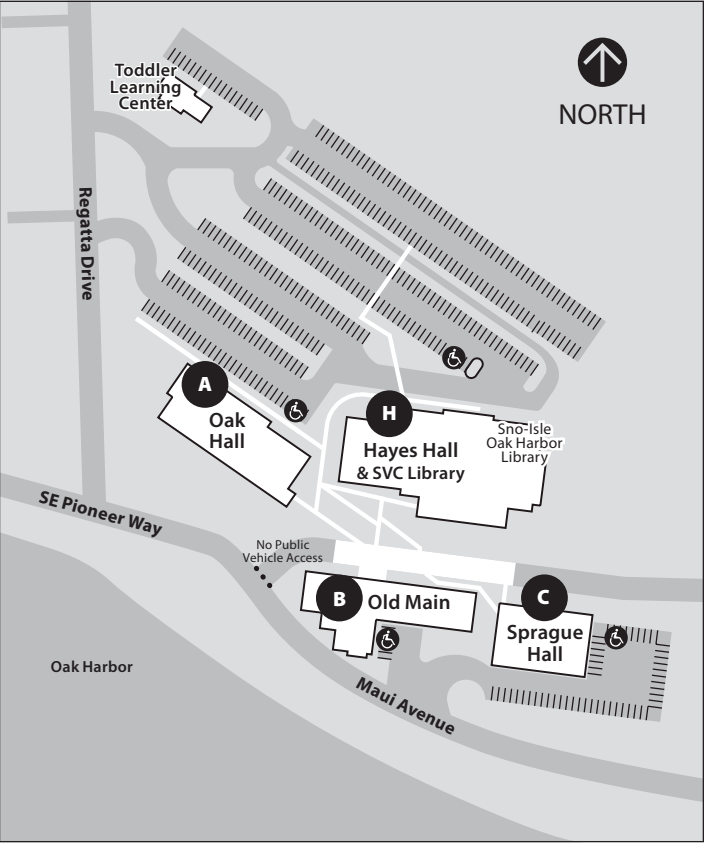 Toddler
Learning
Center
NORTH
Regatta Drive
A
Oak
Hall
H
Hayes Hall
& SVC Library
Sno-Isle
Oak Harbor
Library
SE Pioneer Way
No Public
Vehicle Access
B
Old Main
C
Sprague
Hall
Oak Harbor
Maui Avenue